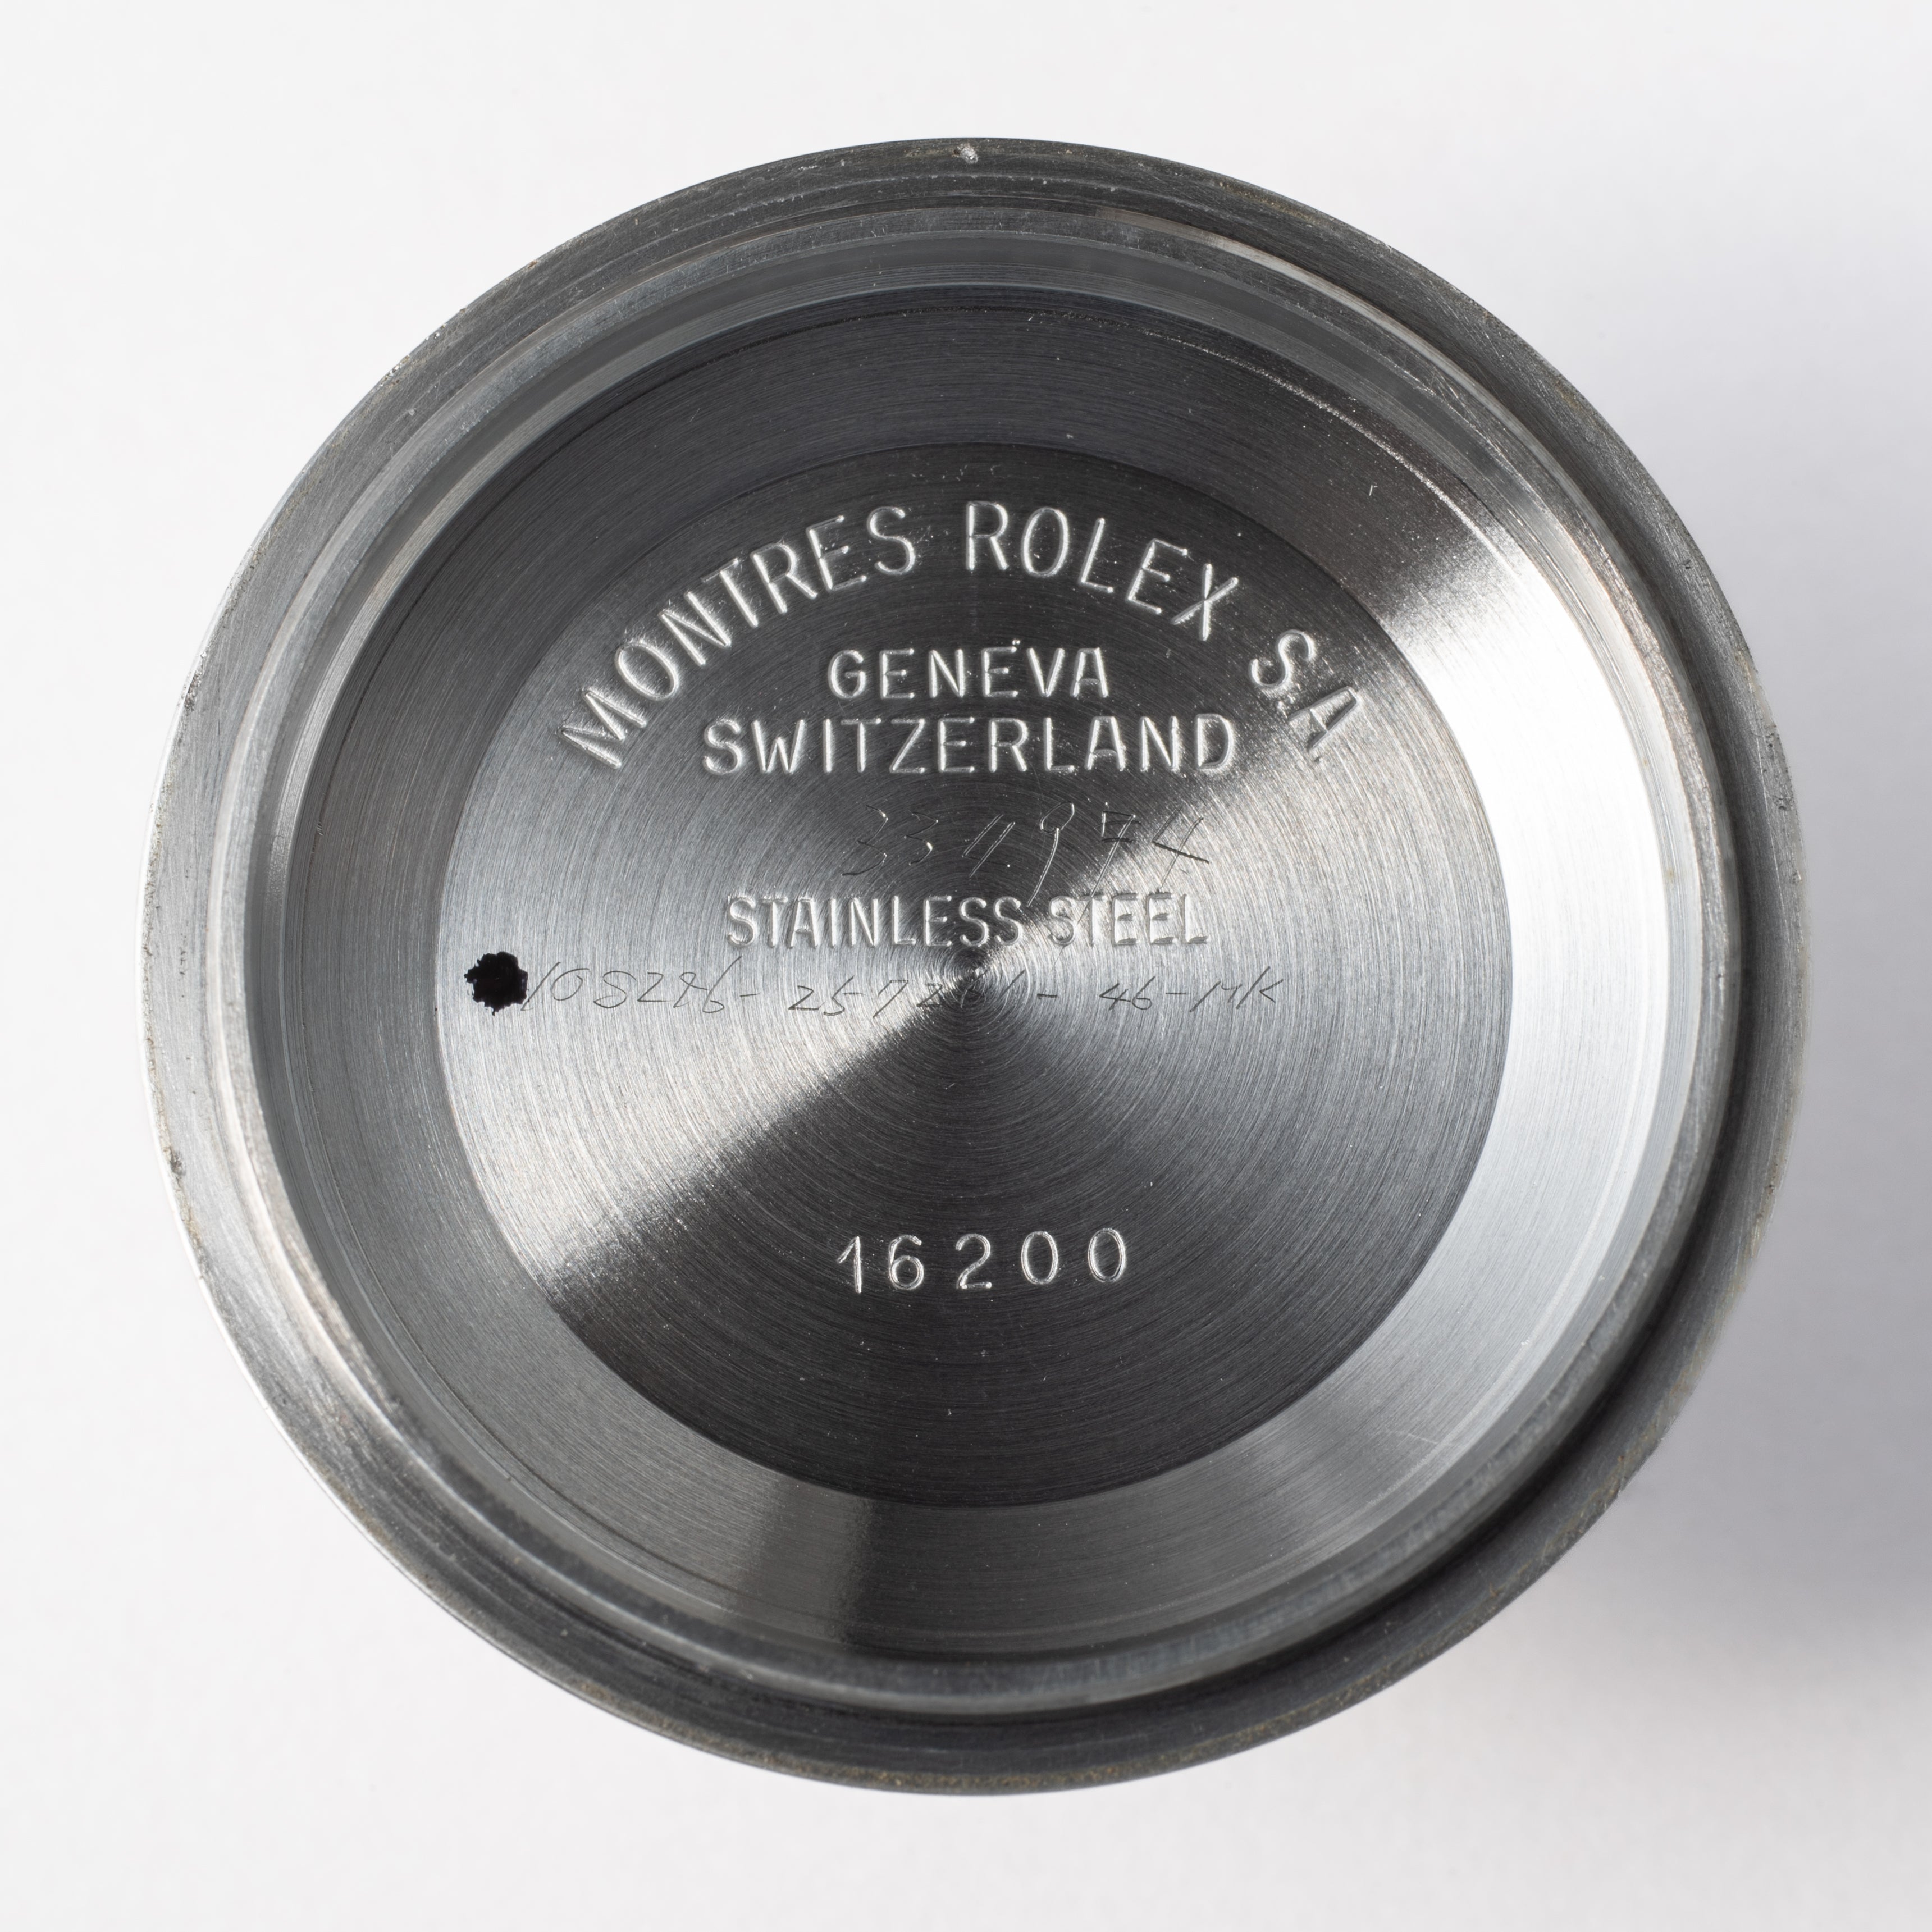 MONTRES ROLEX S.A
GENEVA
SWITZERLAND
STAINLESS STEEL
16200